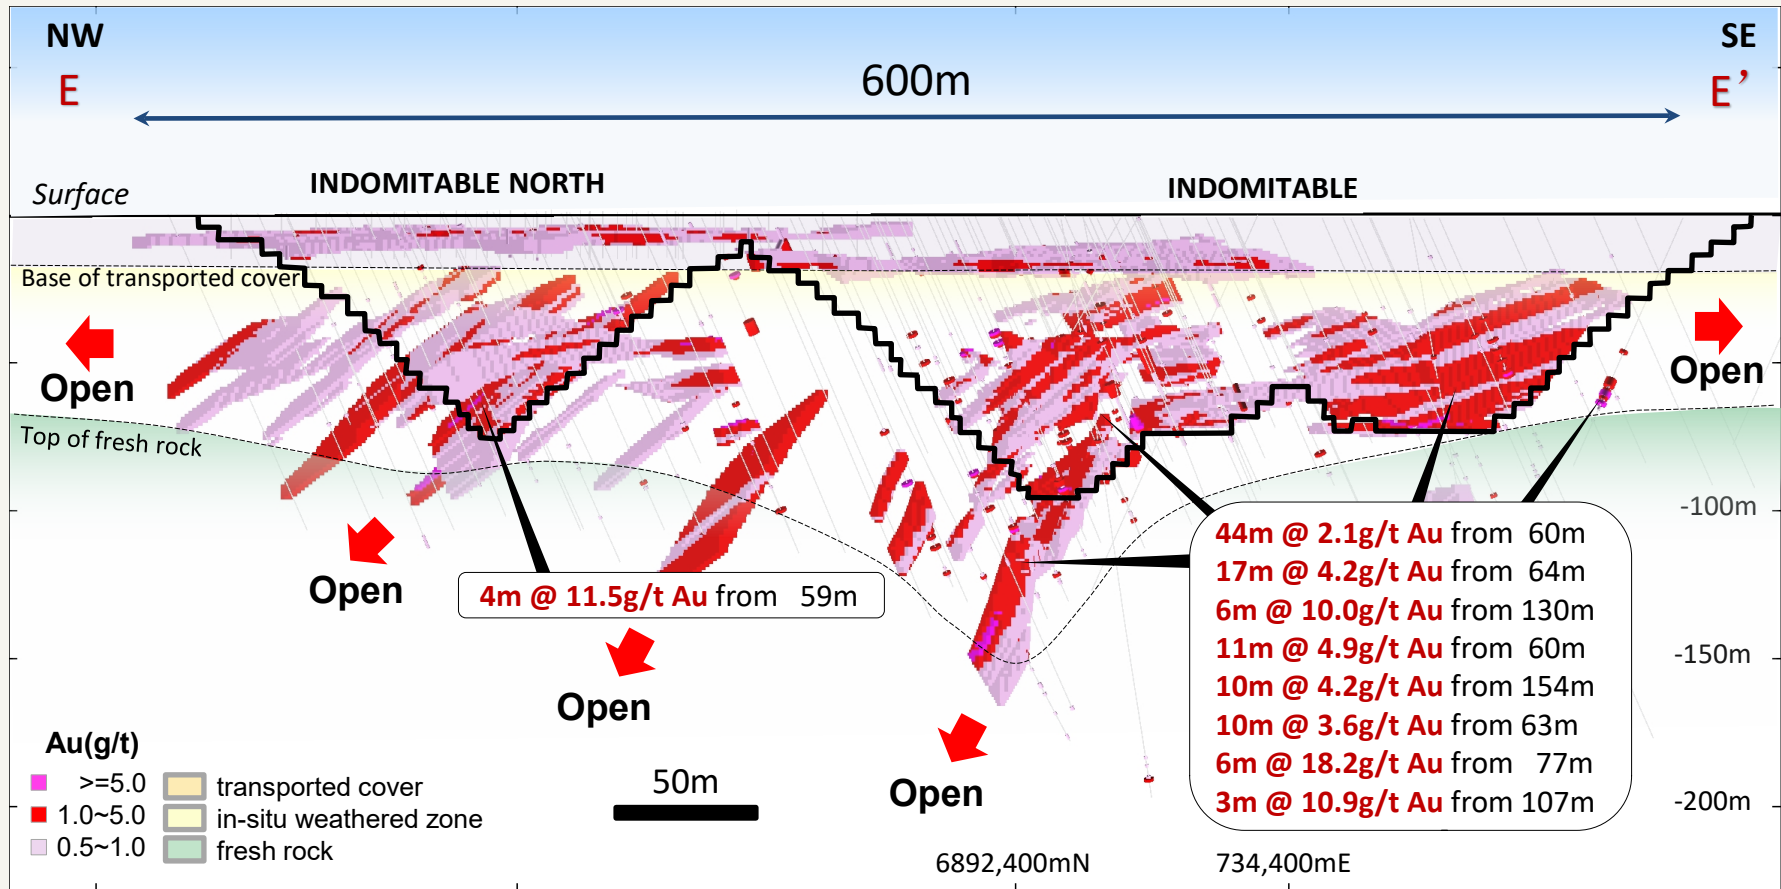 NW
SE
E
E’
600m
INDOMITABLE NORTH
INDOMITABLE
Surface
Base of transported cover
Open
Open
Top of fresh rock
-100m
44m @ 2.1g/t Au from 60m
17m @ 4.2g/t Au from 64m
6m @ 10.0g/t Au from 130m
11m @ 4.9g/t Au from 60m
10m @ 4.2g/t Au from 154m
10m @ 3.6g/t Au from 63m
6m @ 18.2g/t Au from 77m
3m @ 10.9g/t Au from 107m
Open
4m @ 11.5g/t Au from 59m
-150m
Open
Open
Au(g/t)
>=5.0
1.0~5.0
0.5~1.0
transported cover
in-situ weathered zone
fresh rock
50m
-200m
6892,400mN
734,400mE